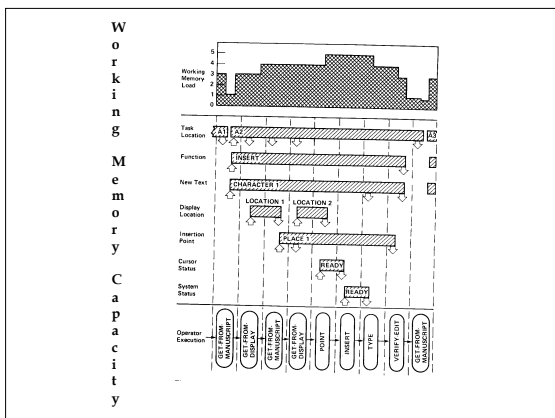 Working Memory Capacity
5
4
3
2
1
0
Working
Memory
Load
Task
Location
A1
A2
A3
Function
INSERT
New Text
CHARACTER 1
Display
Location
LOCATION 1
LOCATION 2
Insertion
Point
PLACE 1
Cursor
Status
READY
System
Status
READY
Operator
Execution
GET-FROM-
MANUSCRIPT
GET-FROM-
DISPLAY
GET-FROM-
MANUSCRIPT
GET-FROM-
DISPLAY
POINT
INSERT
TYPE
VERIFY-EDIT
GET-FROM-
MANUSCRIPT